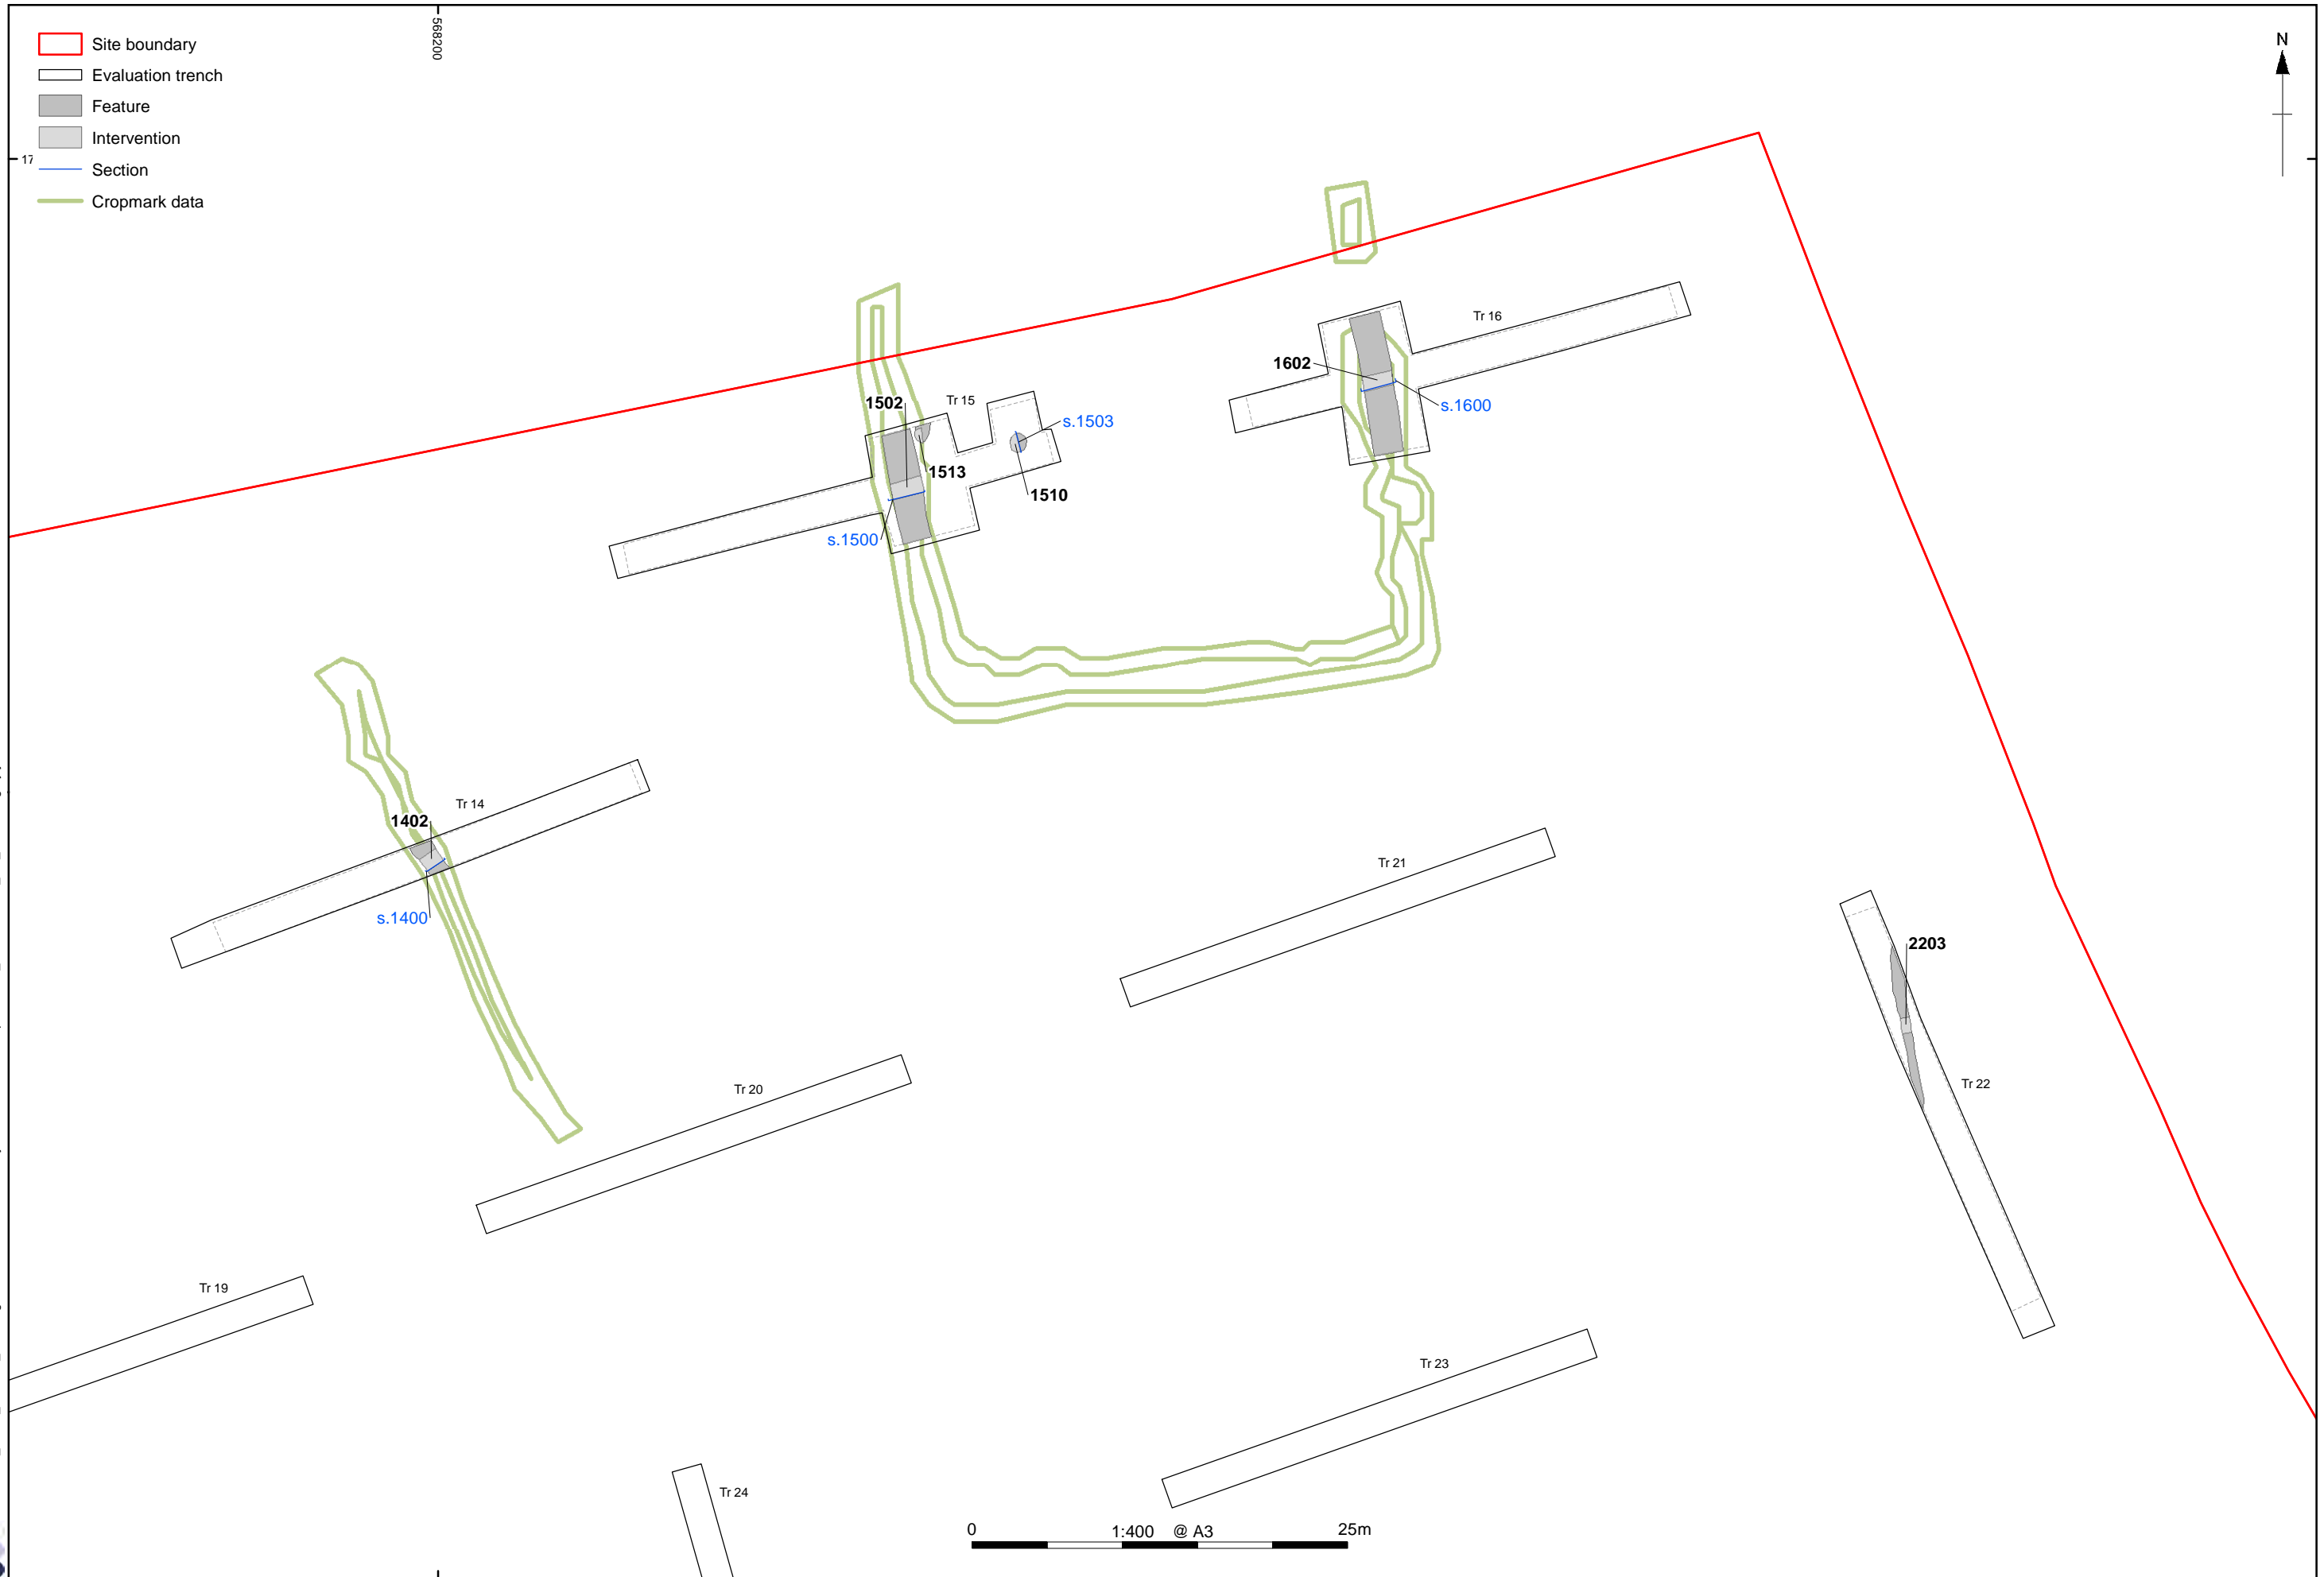 568200
N
Site boundary
Evaluation trench
Feature
Intervention
17
Section
Cropmark data
Tr 16
1602
s.1600
1502
Tr 15
s.1503
1513
1510
s.1500
Tr 14
1402
s.1400
Tr 21
2203
Tr 22
Tr 20
Tr 19
Tr 23
Tr 24
0
1:400 @ A3
25m